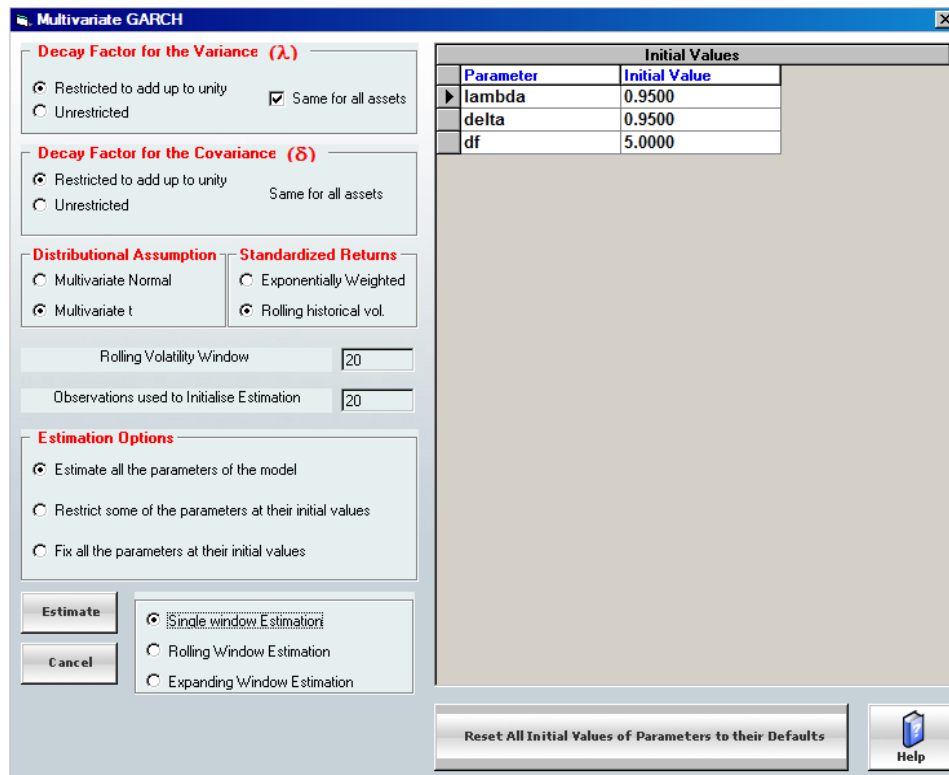 Multivariate GARCH
Decay Factor for the Variance (λ)
Restricted to add up to unity
Same for all assets
Unrestricted
Decay Factor for the Covariance (δ)
Restricted to add up to unity
Same for all assets
Unrestricted
Distributional Assumption
Multivariate Normal
Multivariate t
Standardized Returns
Exponentially Weighted
Rolling historical vol.
Rolling Volatility Window
20
Observations used to Initialise Estimation
20
Estimation Options
Estimate all the parameters of the model
Restrict some of the parameters at their initial values
Fix all the parameters at their initial values
Estimate
Cancel
Single window Estimation
Rolling Window Estimation
Expanding Window Estimation
Initial Values
Parameter Initial Value
lambda 0.9500
delta 0.9500
df 5.0000
Reset All Initial Values of Parameters to their Defaults
Help